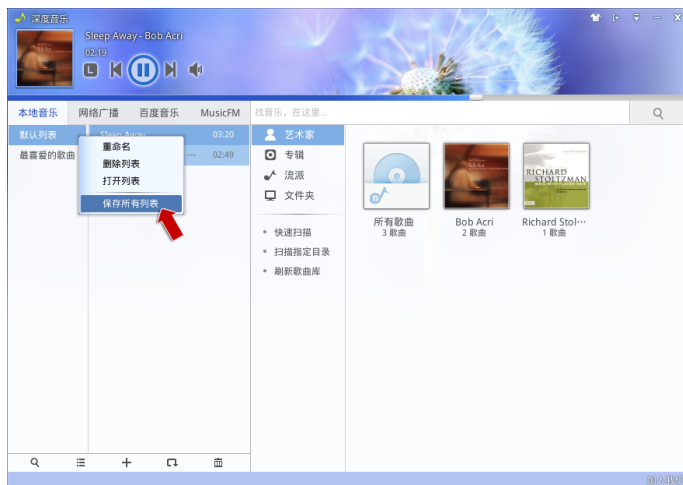 深度音乐
Sleep Away - Bob Acri
02:19
L
本地音乐 网络广播 百度音乐 MusicFM
找音乐，在这里...
默认列表
Sleep Away 03:20
最喜爱的歌曲
··· 02:49
重命名
删除列表
打开列表
保存所有列表
艺术家
专辑
流派
文件夹
快速扫描
扫描指定目录
刷新歌曲库
RICHARD
STOLTZMAN
所有歌曲
3 歌曲
Bob Acri
2 歌曲
Richard Stol···
1 歌曲